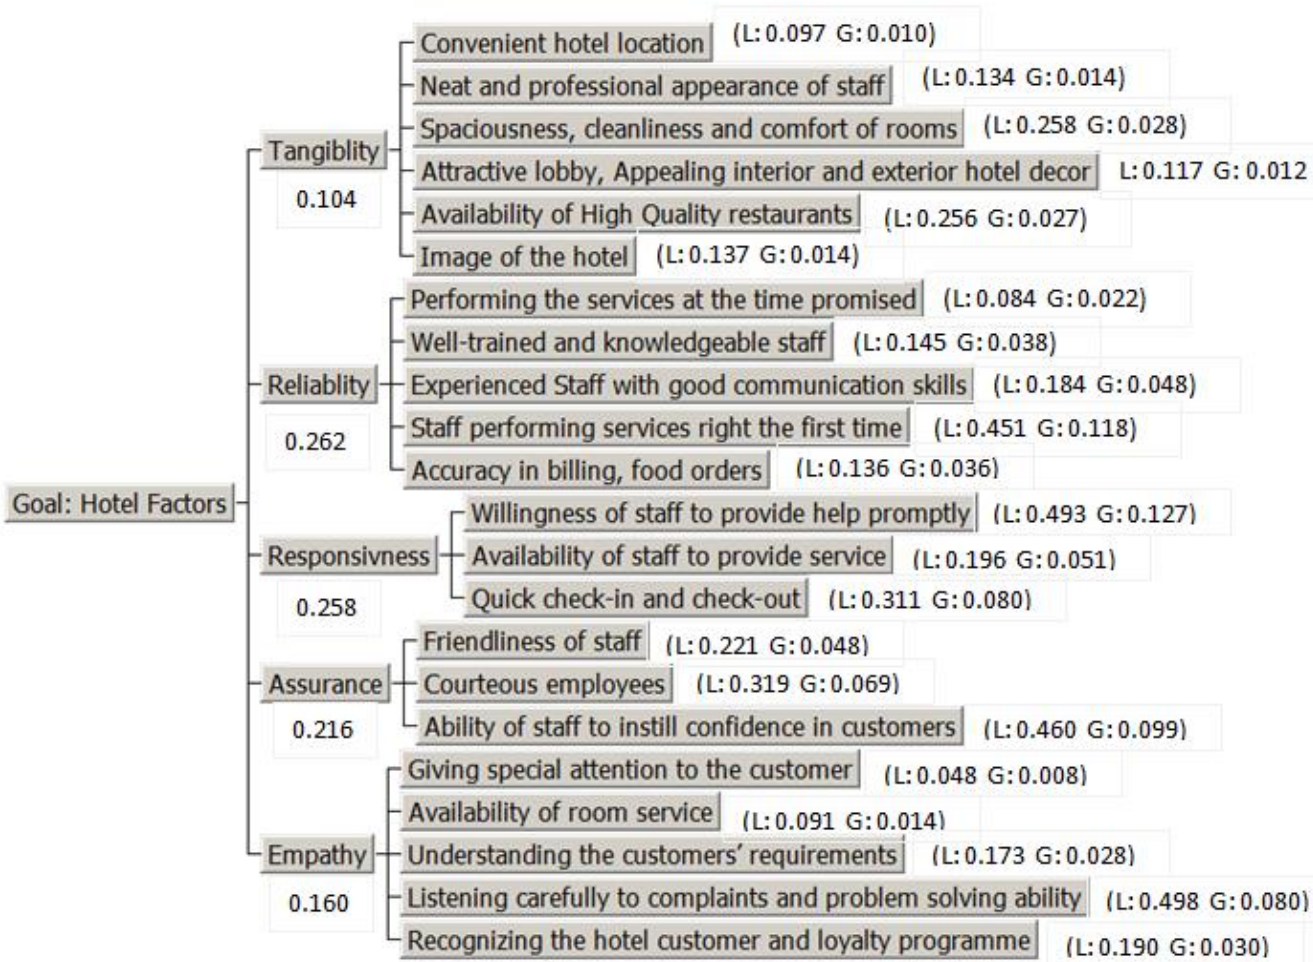 Convenient hotel location (L:0.097 G:0.010)
Neat and professional appearance of staff (L:0.134 G:0.014)
Spaciousness, cleanliness and comfort of rooms (L:0.258 G:0.028)
Tangiblity
Attractive lobby, Appealing interior and exterior hotel decor L:0.117 G:0.012
0.104
Availability of High Quality restaurants (L:0.256 G:0.027)
Image of the hotel (L:0.137 G:0.014)
Performing the services at the time promised (L:0.084 G:0.022)
Well-trained and knowledgeable staff (L:0.145 G:0.038)
Reliablity Experienced Staff with good communication skills (L:0.184 G:0.048)
0.262 Staff performing services right the first time (L:0.451 G:0.118)
Accuracy in billing, food orders (L:0.136 G:0.036)
Goal: Hotel Factors
Willingness of staff to provide help promptly (L:0.493 G:0.127)
Responsivness Availability of staff to provide service (L:0.196 G:0.051)
0.258 Quick check-in and check-out (L:0.311 G:0.080)
Friendliness of staff (L:0.221 G:0.048)
Assurance Courteous employees (L:0.319 G:0.069)
0.216 Ability of staff to instill confidence in customers (L:0.460 G:0.099)
Giving special attention to the customer (L:0.048 G:0.008)
Availability of room service (L:0.091 G:0.014)
Empathy Understanding the customers' requirements (L:0.173 G:0.028)
0.160 Listening carefully to complaints and problem solving ability (L:0.498 G:0.080)
Recognizing the hotel customer and loyalty programme (L:0.190 G:0.030)